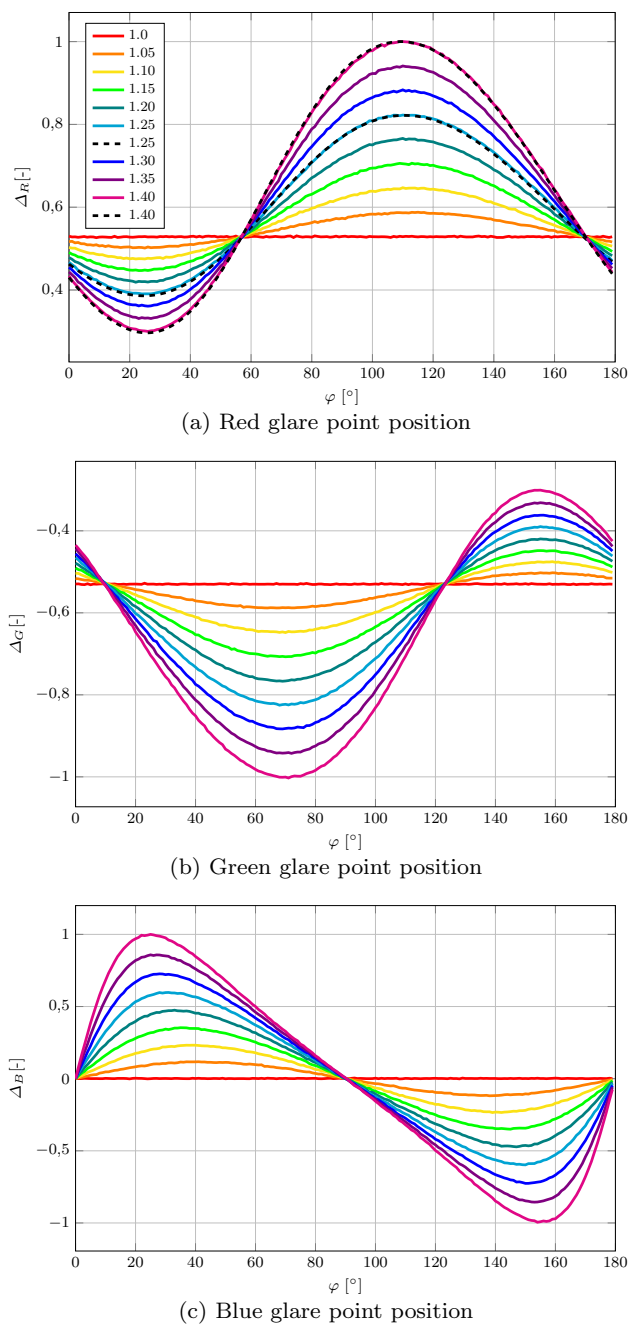 1.0
1.05
1.10
1.15
1.20
1.25
1.25
1.30
1.35
1.40
1.40
1
0.8
0.6
0,4
Δ_R [-]
0 20 40 60 80 100 120 140 160 180
φ [°]
(a) Red glare point position
−0,4
−0.6
−0.8
−1
Δ_G [-]
0 20 40 60 80 100 120 140 160 180
φ [°]
(b) Green glare point position
1
0.5
0
−0.5
−1
Δ_B [-]
0 20 40 60 80 100 120 140 160 180
φ [°]
(c) Blue glare point position